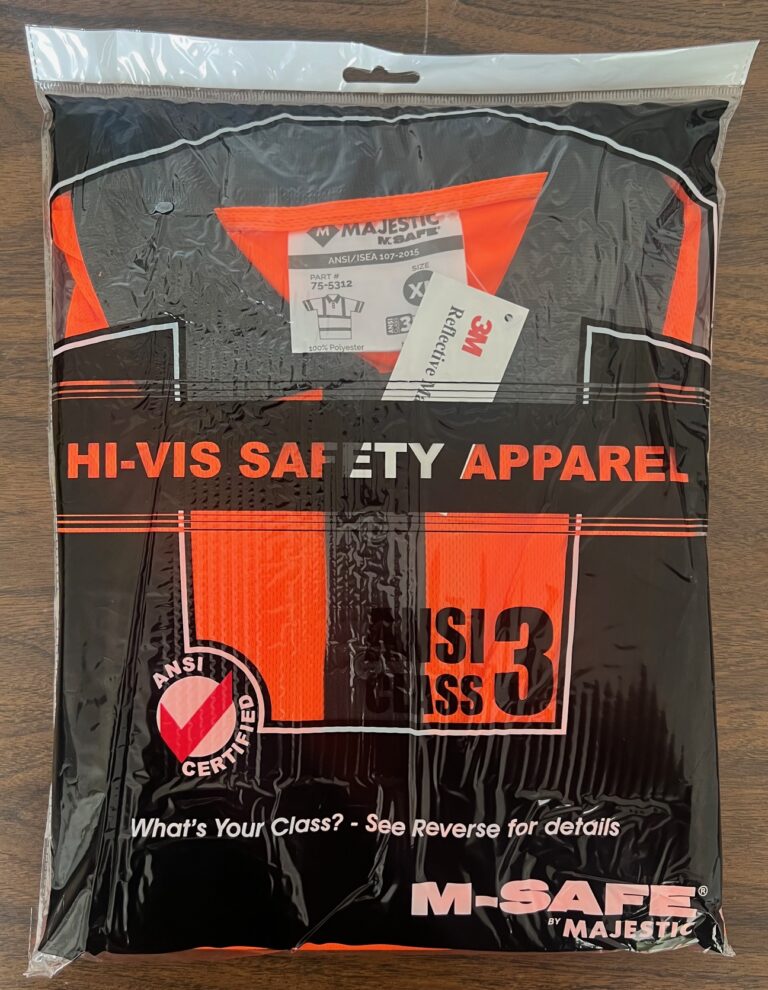 M MAJESTIC
M-SAFE®
ANSI/ISEA 107-2015
PART #
75-5312
SIZE
100% Polyester
3M
Reflective
HI-VIS SAFETY APPAREL
ANSI
CLASS 3
ANSI
CERTIFIED
What's Your Class? - See Reverse for details
M-SAFE®
BY MAJESTIC